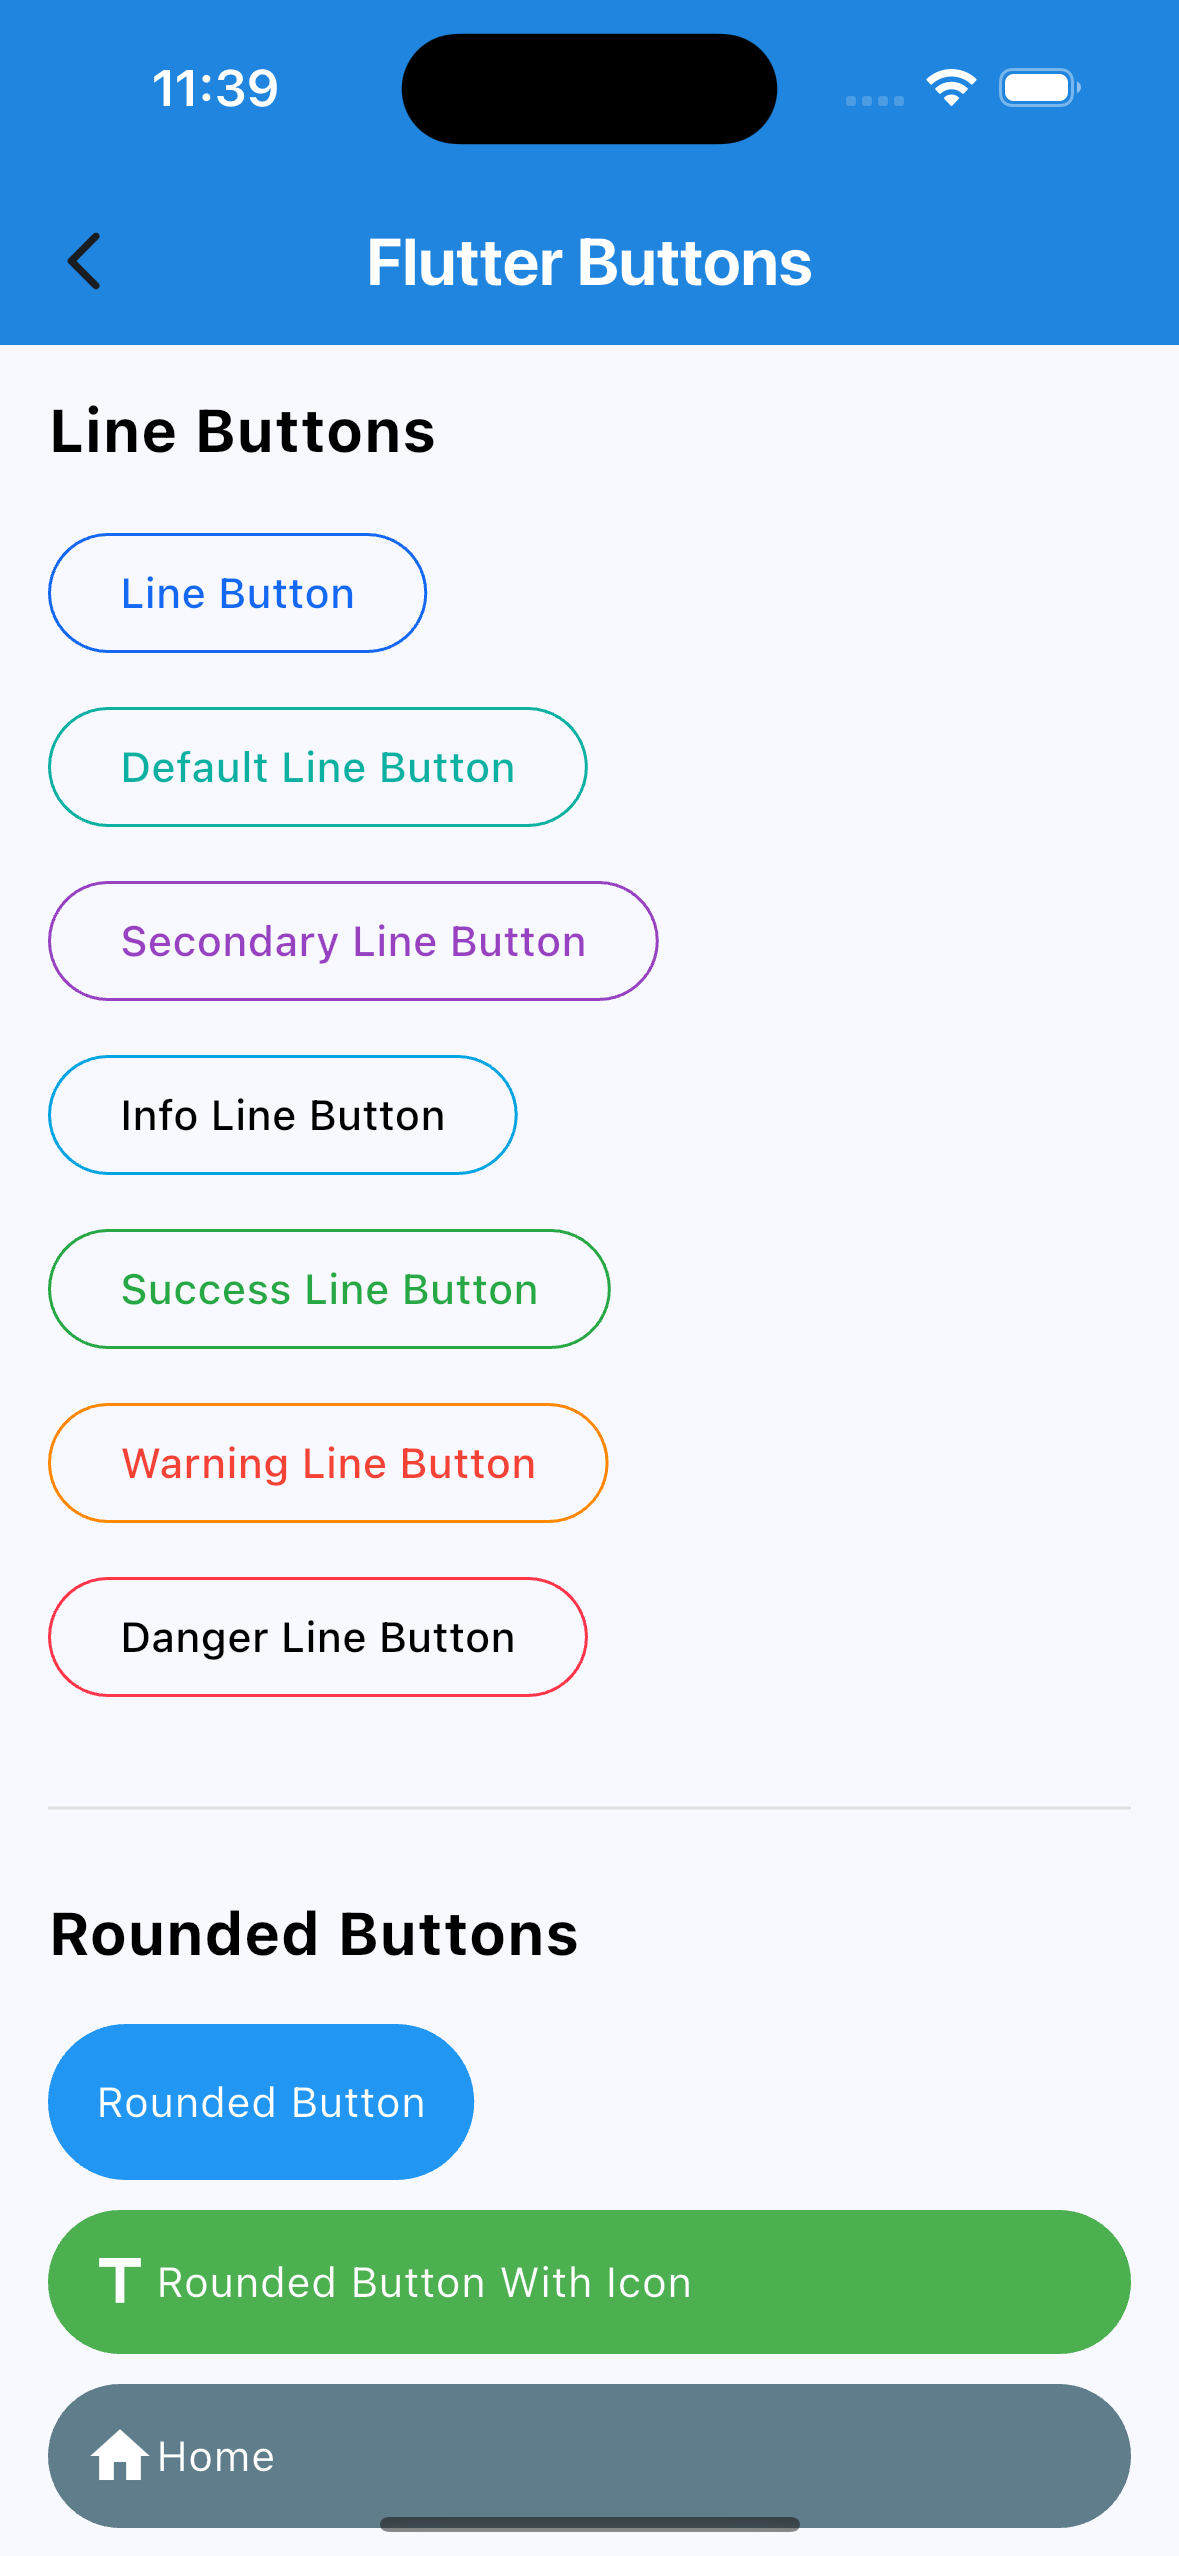 11:39
Flutter Buttons
Line Buttons
Line Button
Default Line Button
Secondary Line Button
Info Line Button
Success Line Button
Warning Line Button
Danger Line Button
Rounded Buttons
Rounded Button
T Rounded Button With Icon
Home